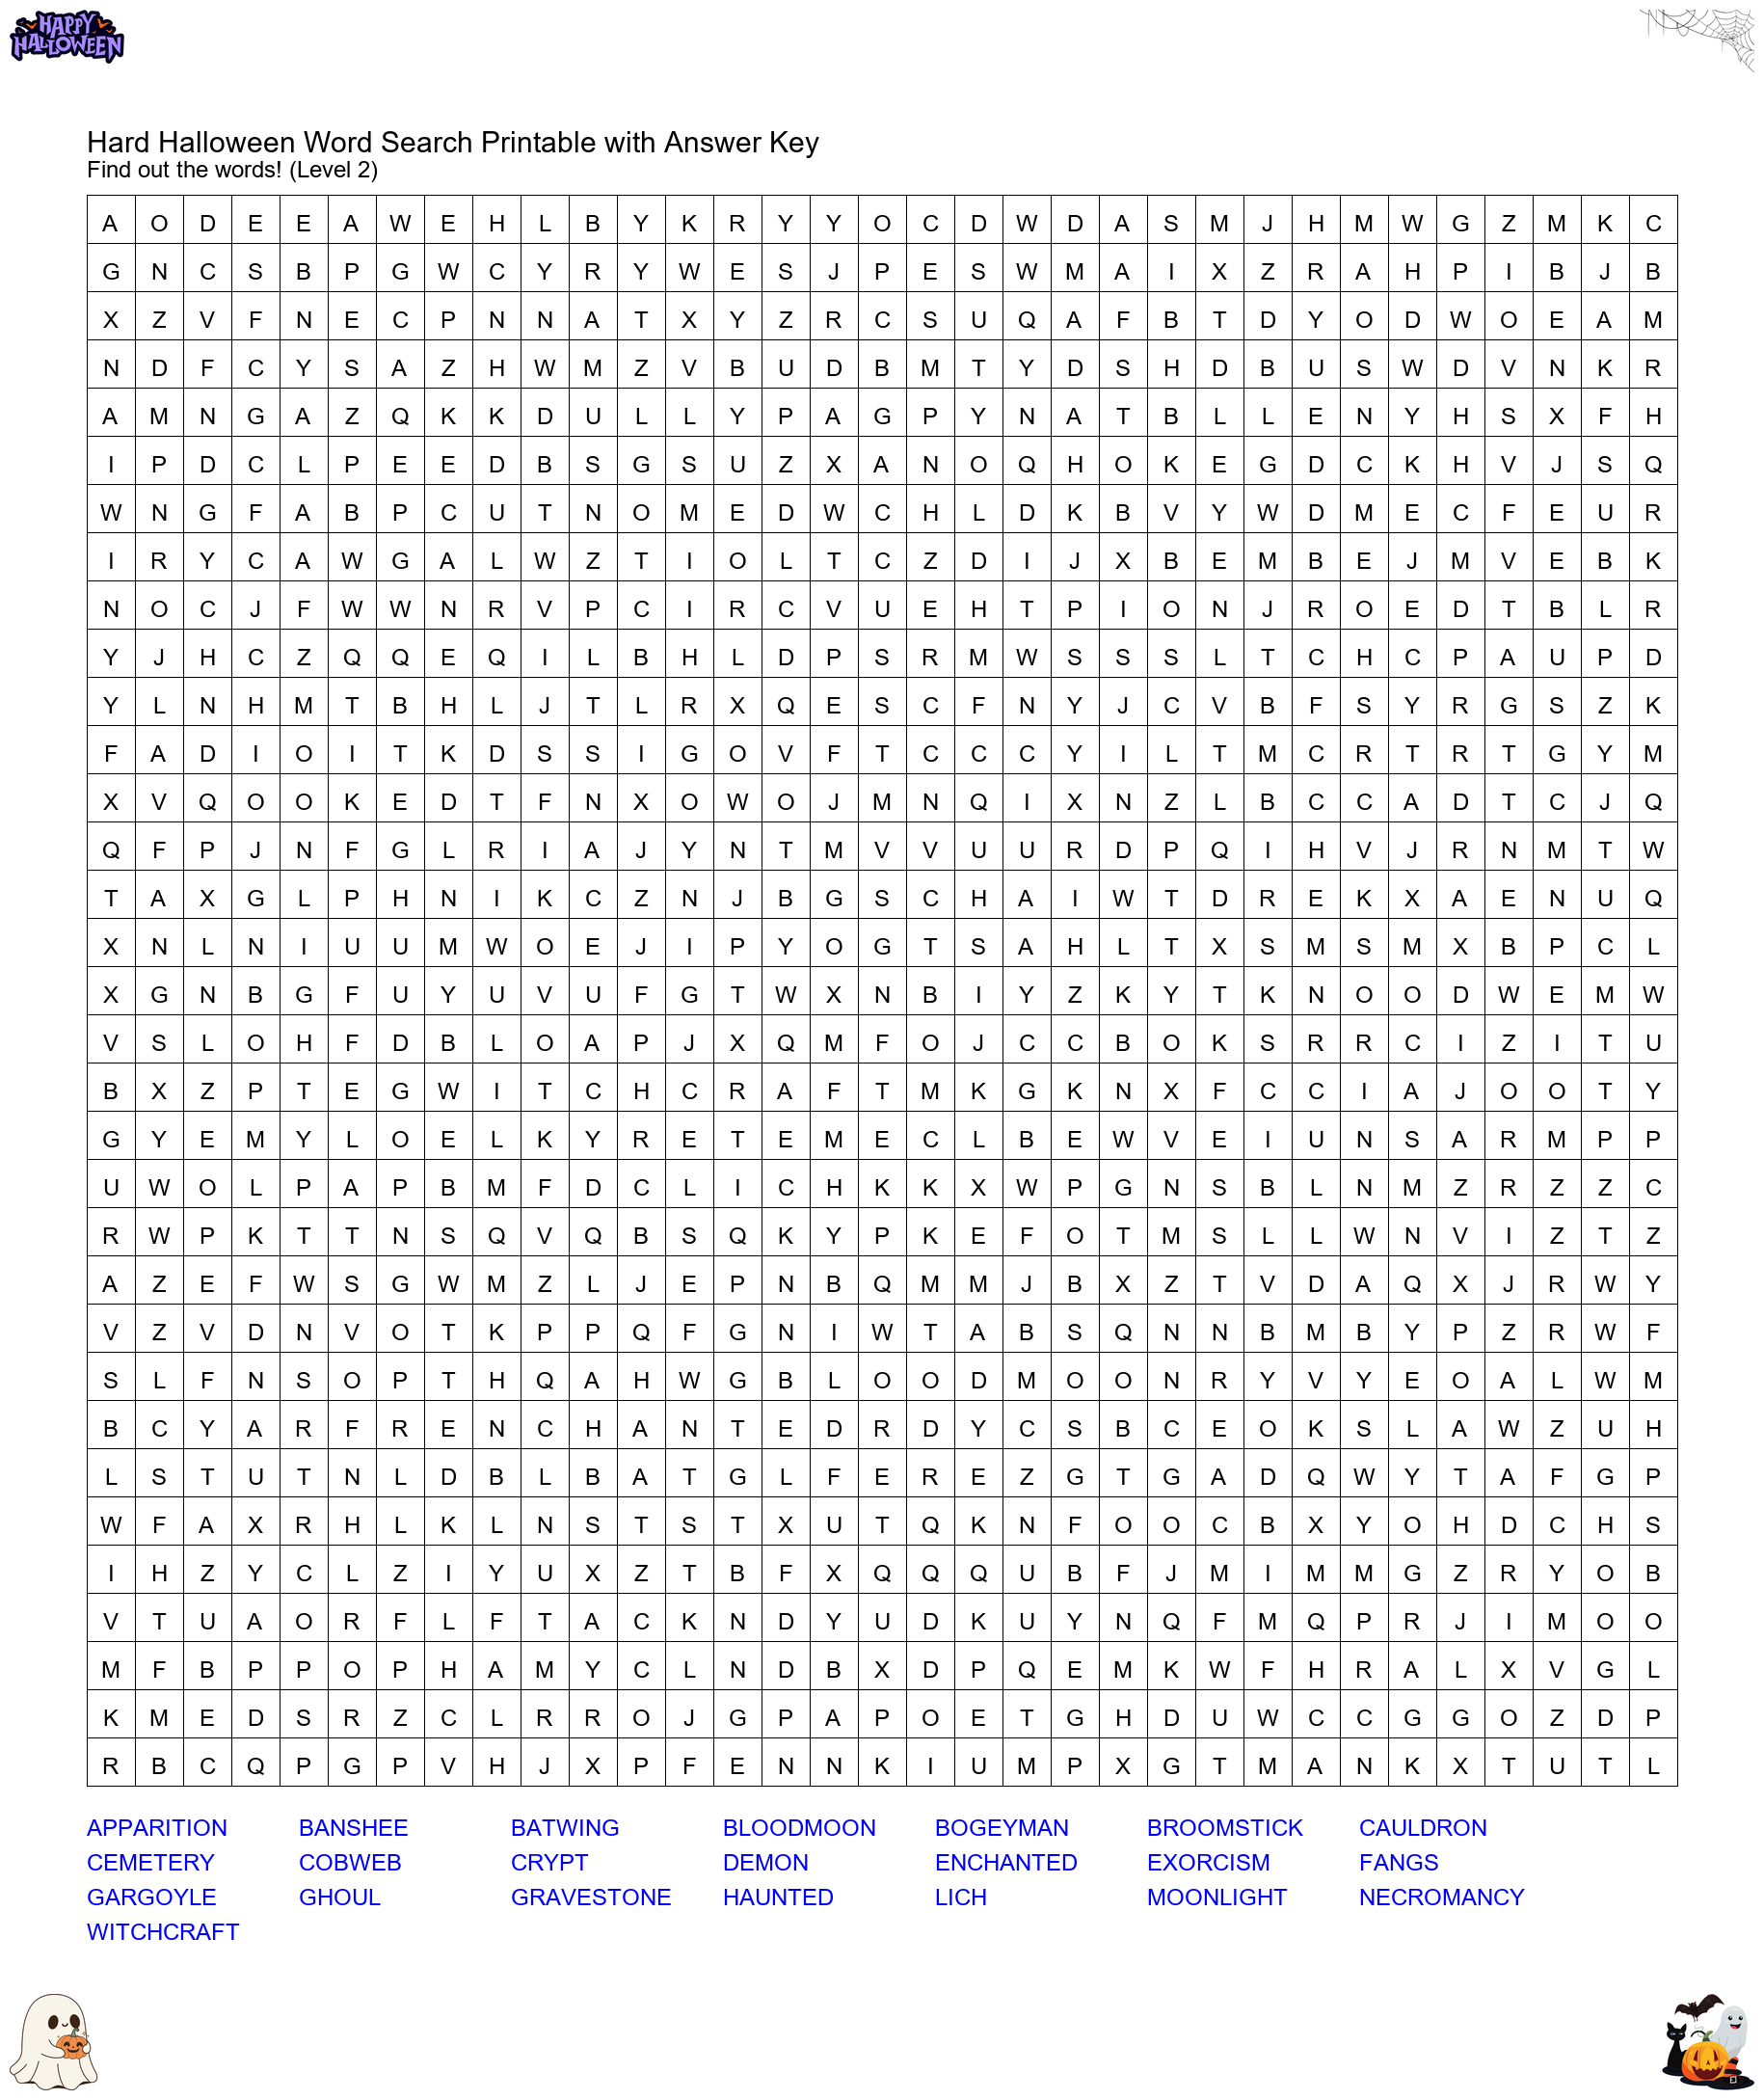 HAPPY
HALLOWEEN
Hard Halloween Word Search Printable with Answer Key
Find out the words! (Level 2)
A O D E E A W E H L B Y K R Y Y O C D W D A S M J H M W G Z M K C
G N C S B P G W C Y R Y W E S J P E S W M A I X Z R A H P I B J B
X Z V F N E C P N N A T X Y Z R C S U Q A F B T D Y O D W O E A M
N D F C Y S A Z H W M Z V B U D B M T Y D S H D B U S W D V N K R
A M N G A Z Q K K D U L L Y P A G P Y N A T B L L E N Y H S X F H
I P D C L P E E D B S G S U Z X A N O Q H O K E G D C K H V J S Q
W N G F A B P C U T N O M E D W C H L D K B V Y W D M E C F E U R
I R Y C A W G A L W Z T I O L T C Z D I J X B E M B E J M V E B K
N O C J F W W N R V P C I R C V U E H T P I O N J R O E D T B L R
Y J H C Z Q Q E Q I L B H L D P S R M W S S S L T C H C P A U P D
Y L N H M T B H L J T L R X Q E S C F N Y J C V B F S Y R G S Z K
F A D I O I T K D S S I G O V F T C C C Y I L T M C R T R T G Y M
X V Q O O K E D T F N X O W O J M N Q I X N Z L B C C A D T C J Q
Q F P J N F G L R I A J Y N T M V V U U R D P Q I H V J R N M T W
T A X G L P H N I K C Z N J B G S C H A I W T D R E K X A E N U Q
X N L N I U U M W O E J I P Y O G T S A H L T X S M S M X B P C L
X G N B G F U Y U V U F G T W X N B I Y Z K Y T K N O O D W E M W
V S L O H F D B L O A P J X Q M F O J C C B O K S R R C I Z I T U
B X Z P T E G W I T C H C R A F T M K G K N X F C C I A J O O T Y
G Y E M Y L O E L K Y R E T E M E C L B E W V E I U N S A R M P P
U W O L P A P B M F D C L I C H K K X W P G N S B L N M Z R Z Z C
R W P K T T N S Q V Q B S Q K Y P K E F O T M S L L W N V I Z T Z
A Z E F W S G W M Z L J E P N B Q M M J B X Z T V D A Q X J R W Y
V Z V D N V O T K P P Q F G N I W T A B S Q N N B M B Y P Z R W F
S L F N S O P T H Q A H W G B L O O D M O O N R Y V Y E O A L W M
B C Y A R F R E N C H A N T E D R D Y C S B C E O K S L A W Z U H
L S T U T N L D B L B A T G L F E R E Z G T G A D Q W Y T A F G P
W F A X R H L K L N S T S T X U T Q K N F O O C B X Y O H D C H S
I H Z Y C L Z I Y U X Z T B F X Q Q Q U B F J M I M M G Z R Y O B
V T U A O R F L F T A C K N D Y U D K U Y N Q F M Q P R J I M O O
M F B P P O P H A M Y C L N D B X D P Q E M K W F H R A L X V G L
K M E D S R Z C L R R O J G P A P O E T G H D U W C C G G O Z D P
R B C Q P G P V H J X P F E N N K I U M P X G T M A N K X T U T L
APPARITION BANSHEE BATWING BLOODMOON BOGEYMAN BROOMSTICK CAULDRON
CEMETERY COBWEB CRYPT DEMON ENCHANTED EXORCISM FANGS
GARGOYLE GHOUL GRAVESTONE HAUNTED LICH MOONLIGHT NECROMANCY
WITCHCRAFT